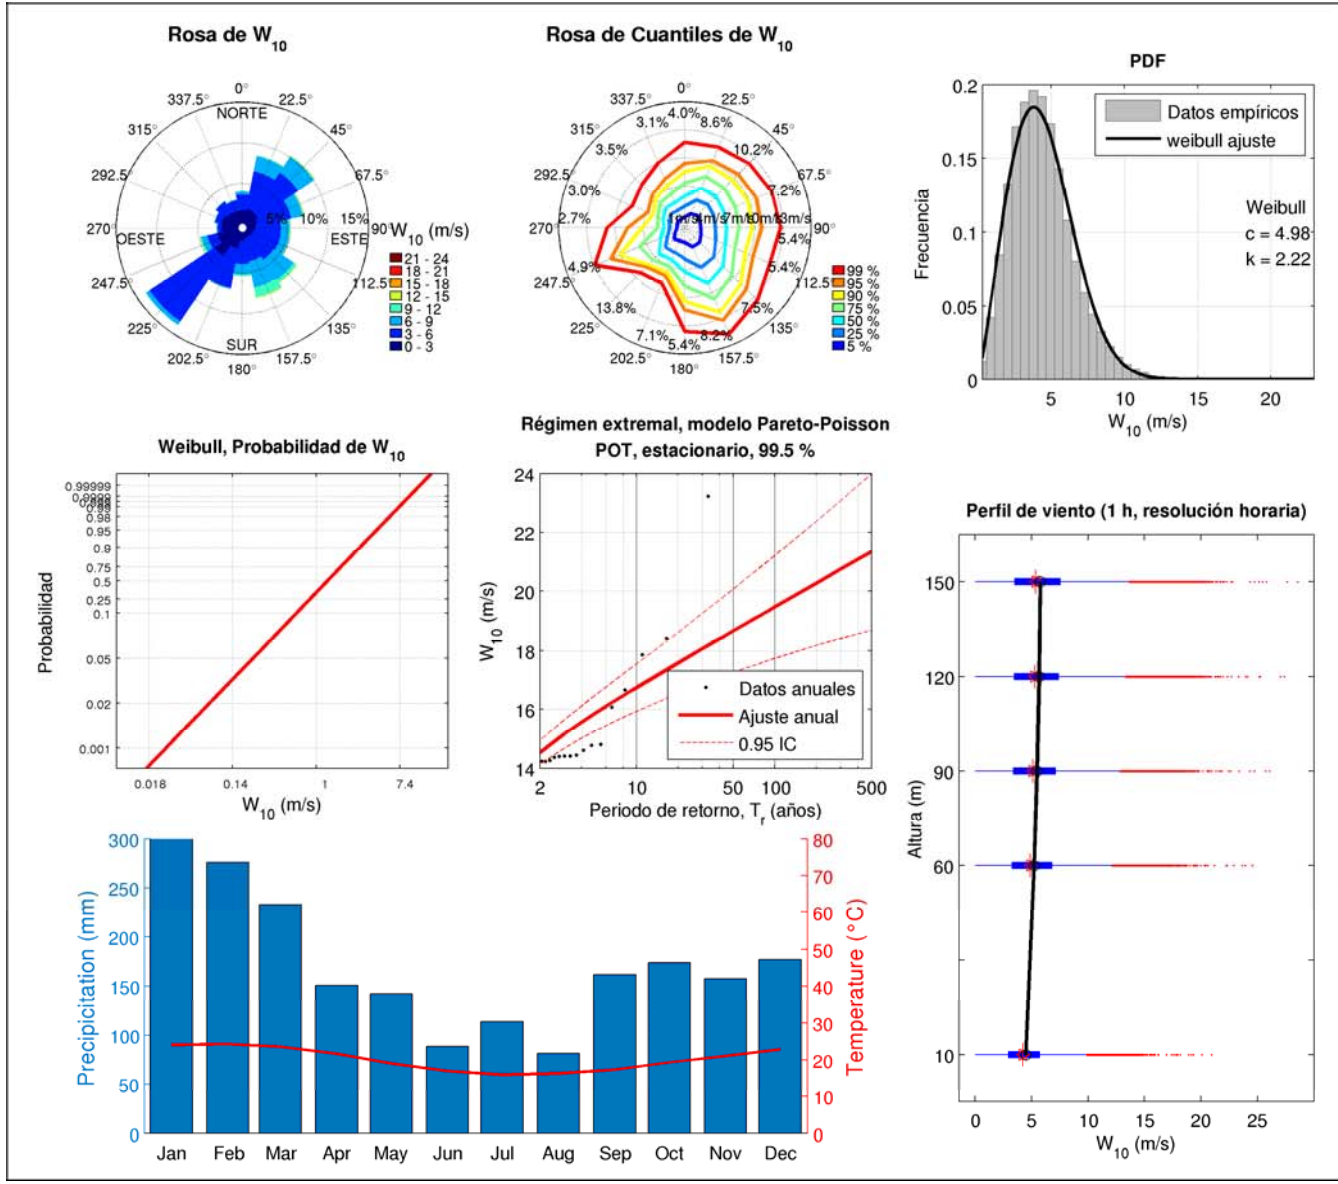 Rosa de W10
0°
337.5°
22.5°
NORTE
315°
45°
292.5°
67.5°
5%
10%
15%
270°
OESTE
ESTE
90°
247.5°
112.5°
225°
135°
SUR
202.5°
157.5°
180°
W10 (m/s)
21 - 24
18 - 21
15 - 18
12 - 15
9 - 12
6 - 9
3 - 6
0 - 3
Rosa de Cuantiles de W10
0°
337.5°
22.5°
4.0%
3.1%
8.6%
315°
45°
3.5%
10.2%
292.5°
67.5°
3.0%
7.2%
2.7%
270°
90°
5.4%
4.9%
5.4%
247.5°
112.5°
13.8%
7.5%
225°
135°
7.1%
8.2%
5.4%
202.5°
157.5°
180°
99 %
95 %
90 %
75 %
50 %
25 %
5 %
PDF
0.2
0.15
0.1
0.05
0
Frecuencia
Datos empíricos
weibull ajuste
Weibull
c = 4.98
k = 2.22
5
10
15
20
W10 (m/s)
Weibull, Probabilidad de W10
0.99999
0.9999
0.98
0.95
0.9
0.75
0.5
0.25
0.1
0.05
0.02
0.001
Probabilidad
0.018
0.14
1
7.4
W10 (m/s)
Régimen extremal, modelo Pareto-Poisson
POT, estacionario, 99.5 %
24
22
20
18
16
14
W10 (m/s)
Datos anuales
Ajuste anual
0.95 IC
2
10
50
100
500
Periodo de retorno, Tr (años)
Perfil de viento (1 h, resolución horaria)
150
120
90
60
10
Altura (m)
0
5
10
15
20
25
W10 (m/s)
300
250
200
150
100
50
0
Precipicitation (mm)
80
70
60
50
40
30
20
10
0
Temperature (°C)
Jan
Feb
Mar
Apr
May
Jun
Jul
Aug
Sep
Oct
Nov
Dec